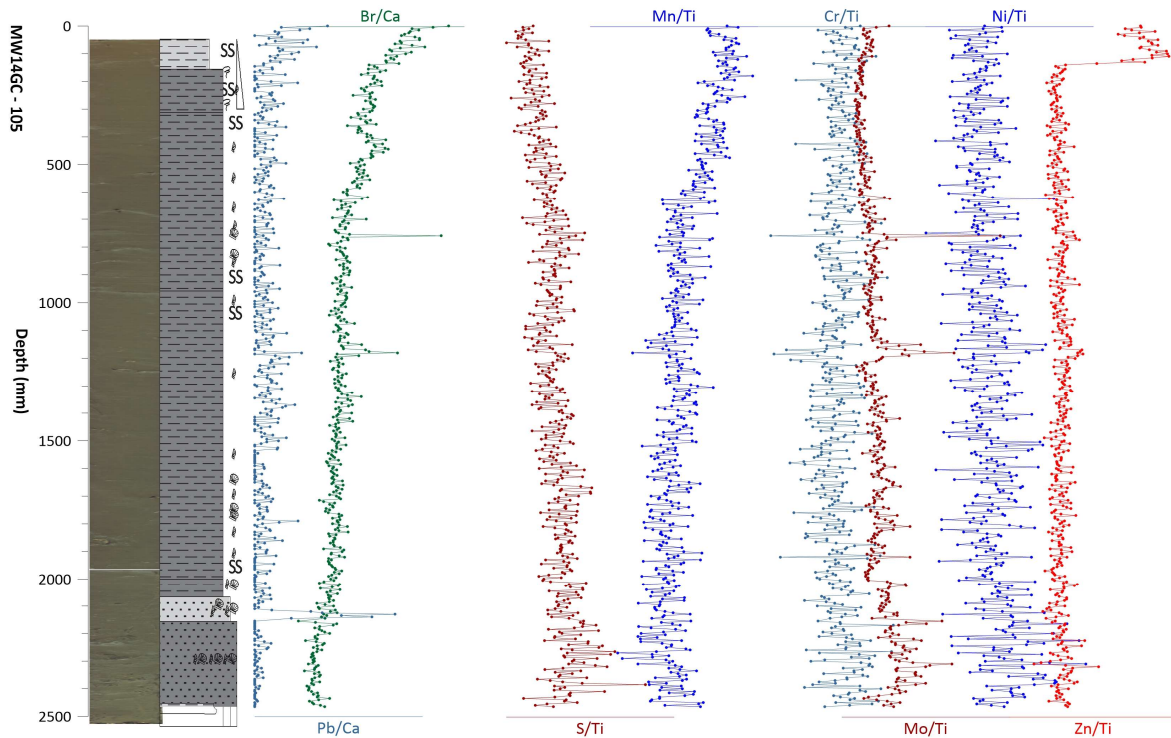 Br/Ca
Mn/Ti
Cr/Ti
Ni/Ti
0
SS
SS
SS
MW14GC - 105
500
SS
1000
SS
Depth (mm)
1500
SS
2000
2500
Pb/Ca
S/Ti
Mo/Ti
Zn/Ti